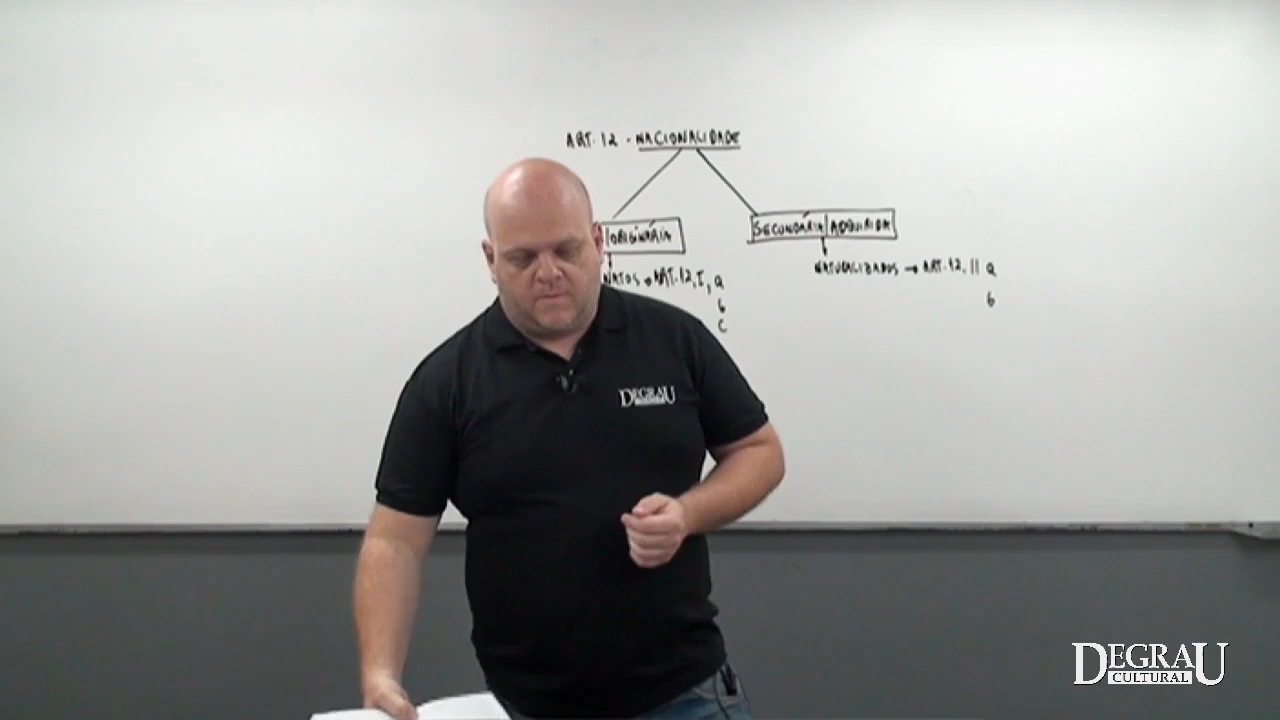 ART. 12 - NACIONALIDADE
/ORIGINÁRIA
SECUNDÁRIA/ADQUIRIDA
NATOS → ART. 12, I, a
b
c
NATURALIZADOS → ART. 12, II a
b
DEGRAU
DEGRAU
CULTURAL